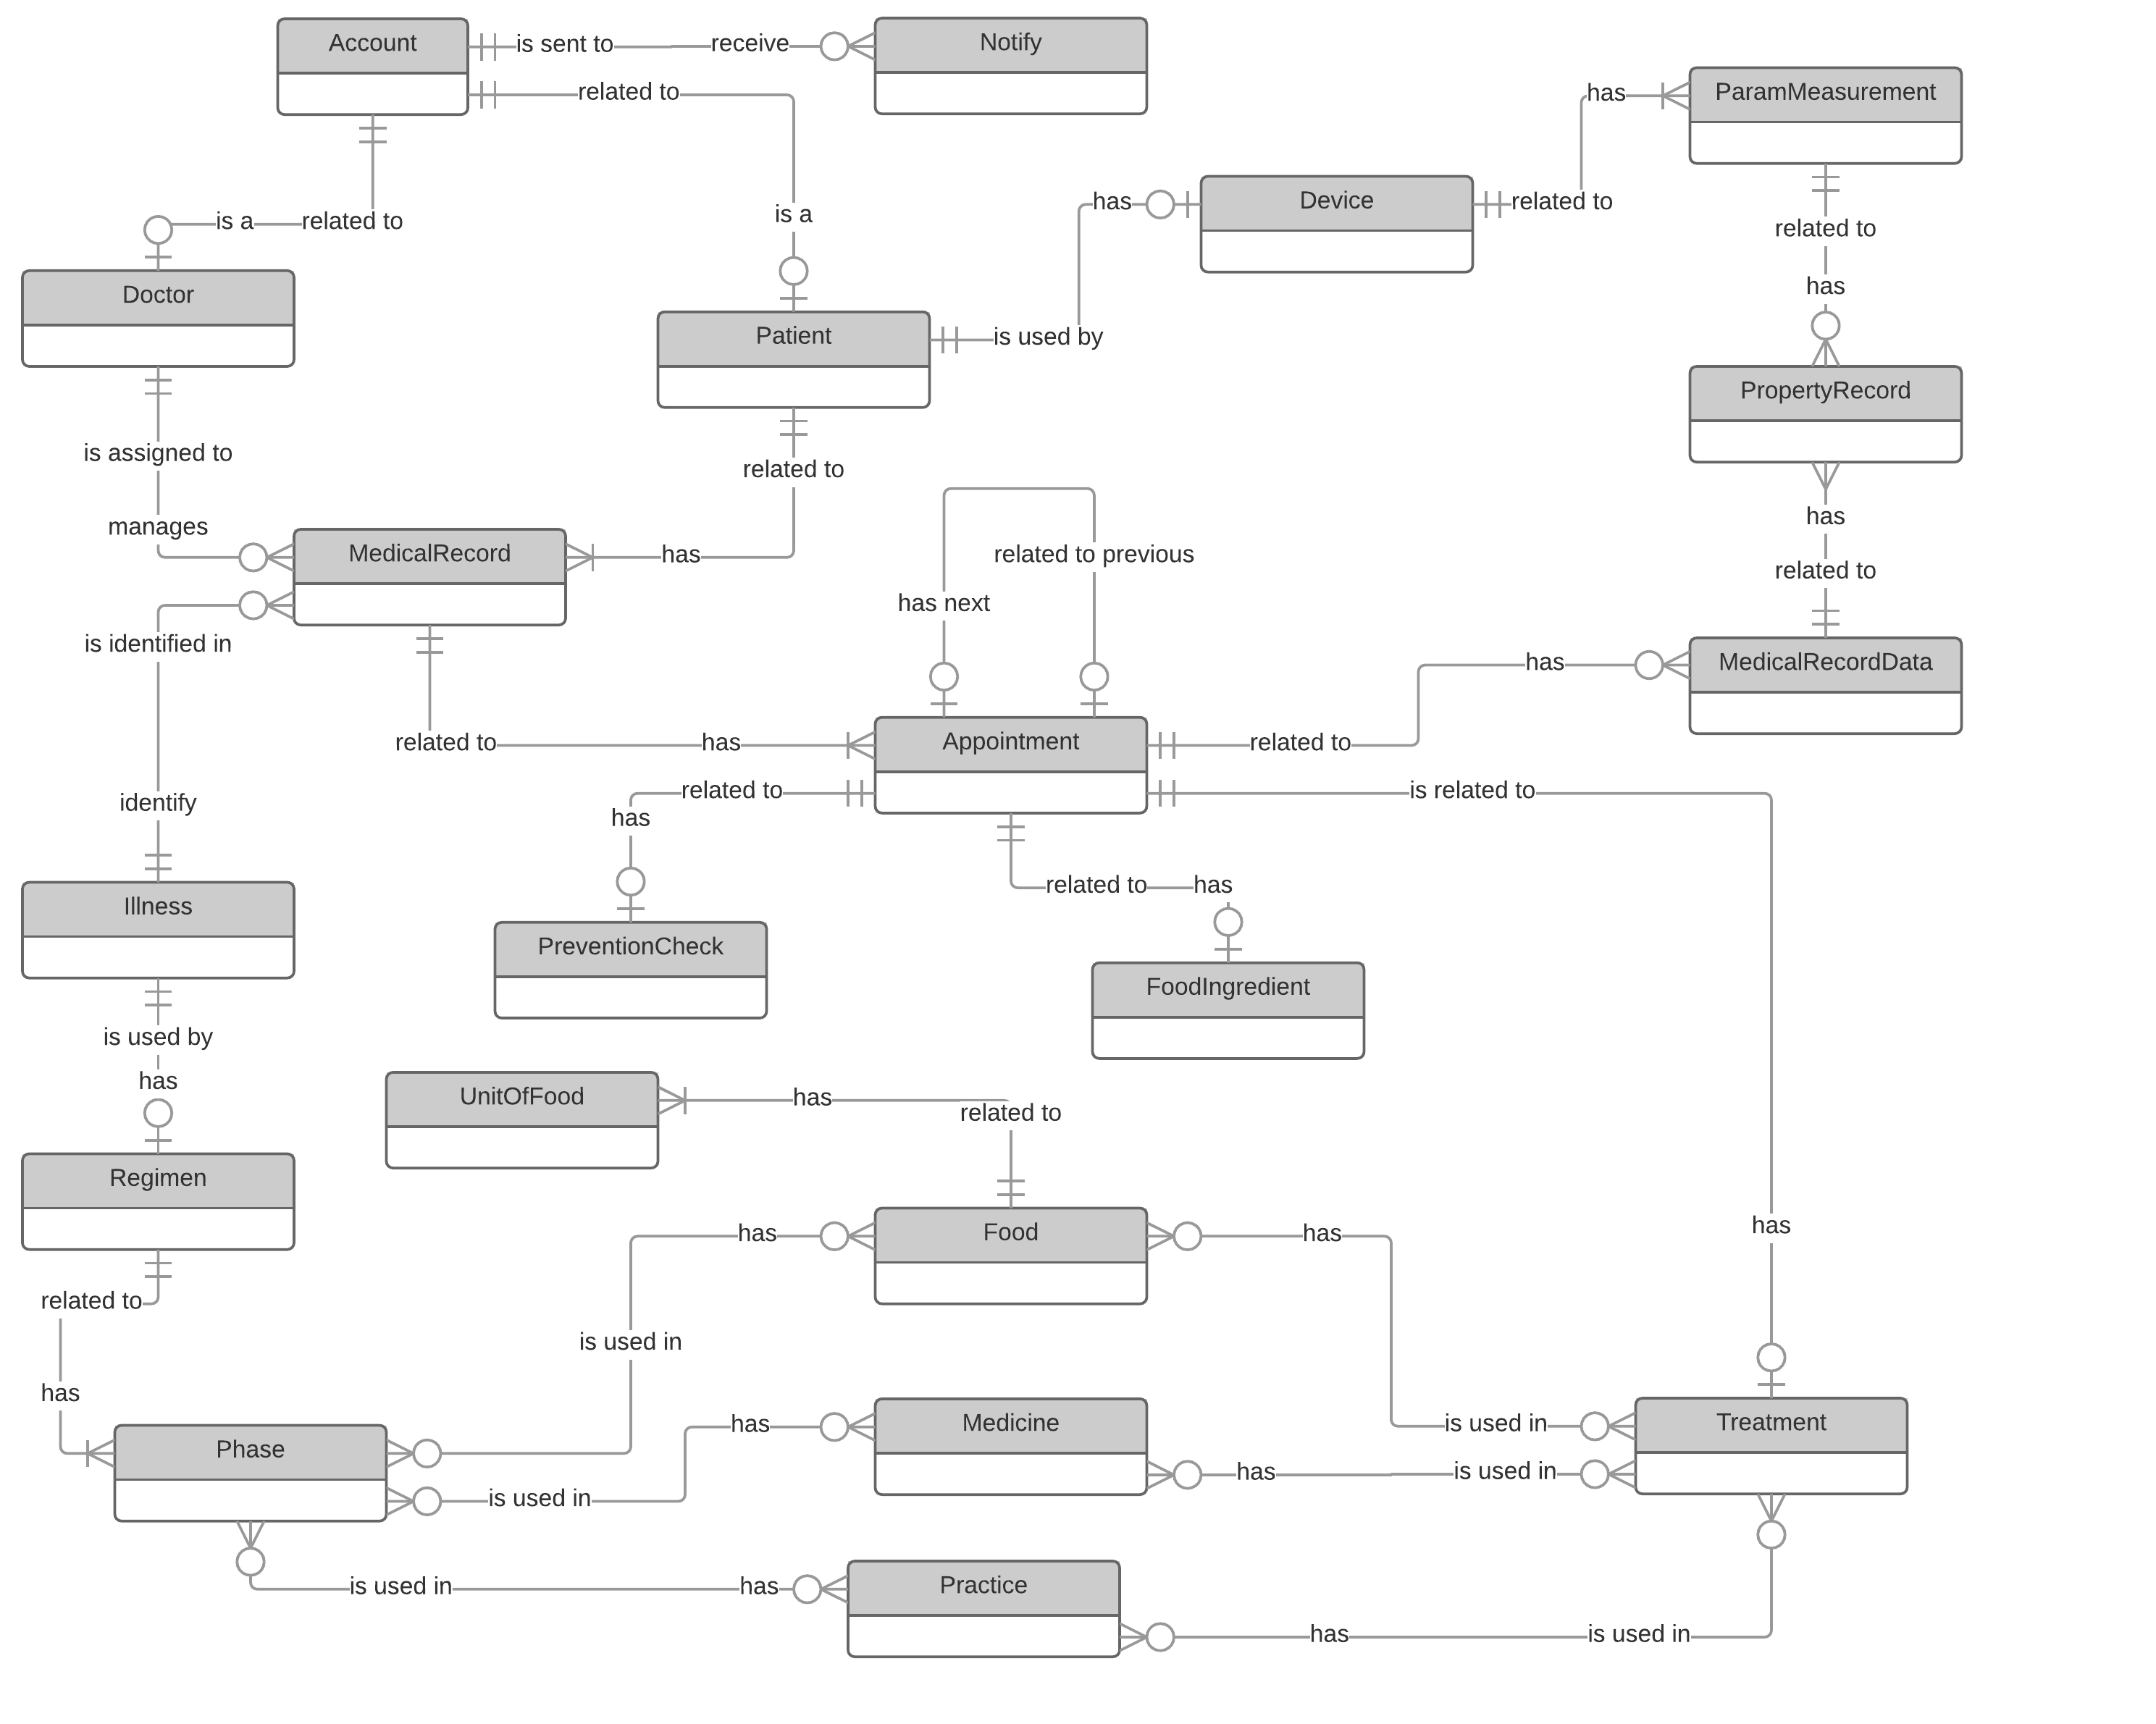 Account
is sent to
receive
Notify
related to
ParamMeasurement
has
is a
related to
is a
has
Device
related to
related to
Doctor
Patient
is used by
has
PropertyRecord
is assigned to
related to
has
manages
MedicalRecord
has
related to previous
related to
has next
is identified in
has
MedicalRecordData
related to
has
Appointment
related to
related to
is related to
identify
has
related to
has
Illness
PreventionCheck
FoodIngredient
is used by
has
UnitOfFood
has
related to
Regimen
has
Food
has
has
related to
is used in
has
Phase
has
Medicine
is used in
Treatment
is used in
has
is used in
is used in
has
Practice
has
is used in